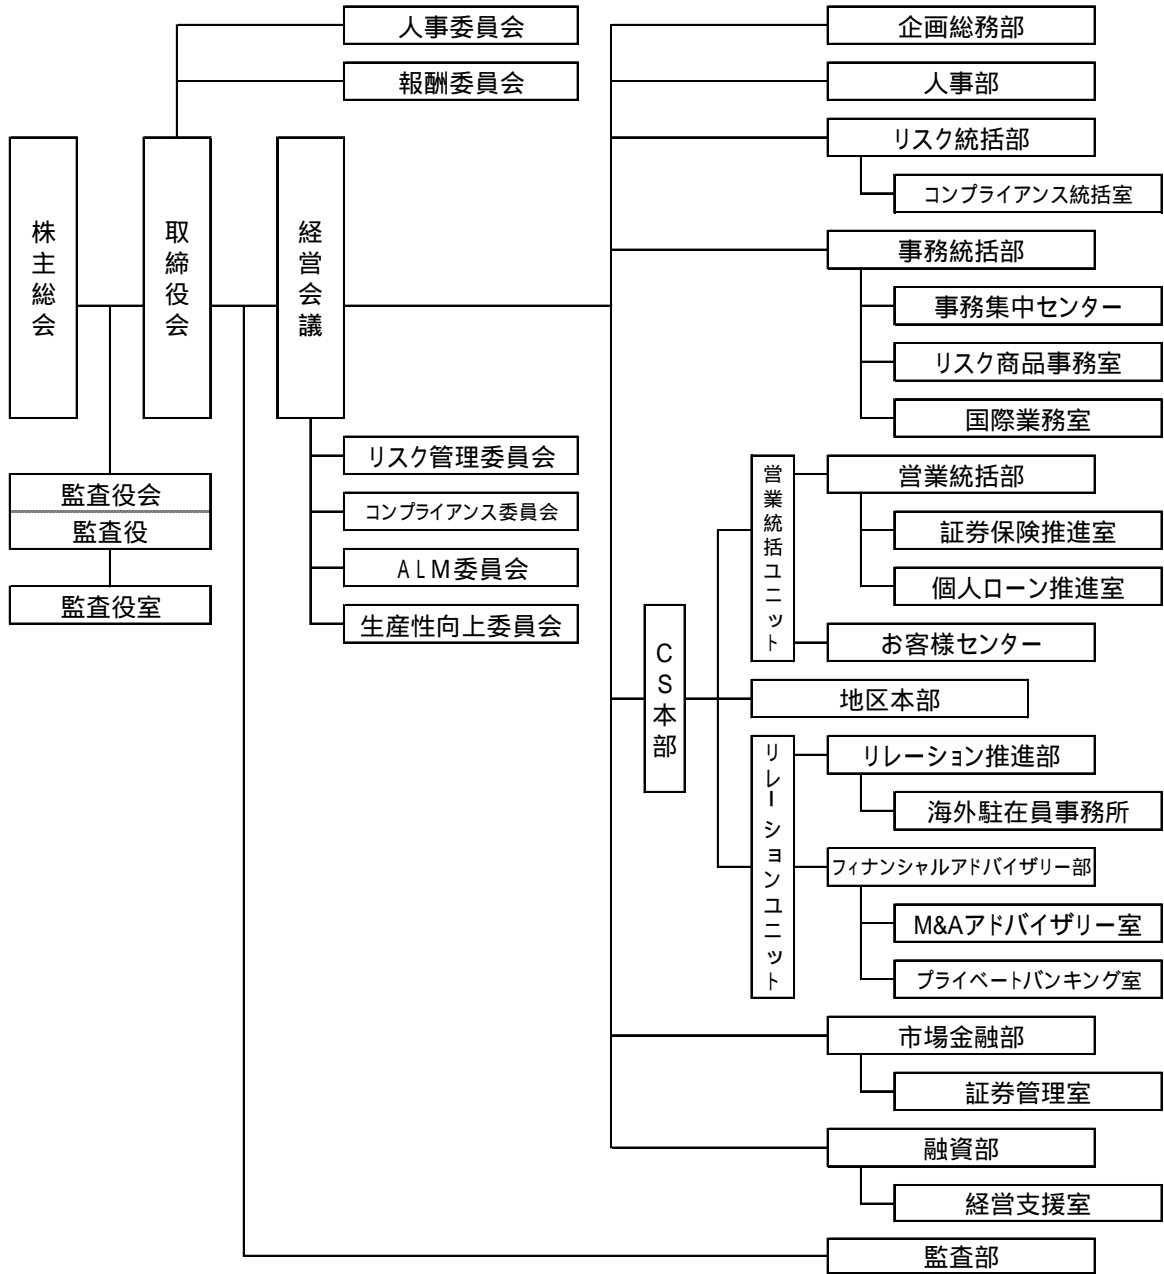 人事委員会
報酬委員会
株主総会
取締役会
経営会議
監査役会
監査役
監査役室
リスク管理委員会
コンプライアンス委員会
ALM委員会
生産性向上委員会
企画総務部
人事部
リスク統括部
コンプライアンス統括室
事務統括部
事務集中センター
リスク商品事務室
国際業務室
CS本部
営業統括ユニット
営業統括部
証券保険推進室
個人ローン推進室
お客様センター
地区本部
リレーションユニット
リレーション推進部
海外駐在員事務所
フィナンシャルアドバイザリー部
M&Aアドバイザリー室
プライベートバンキング室
市場金融部
証券管理室
融資部
経営支援室
監査部